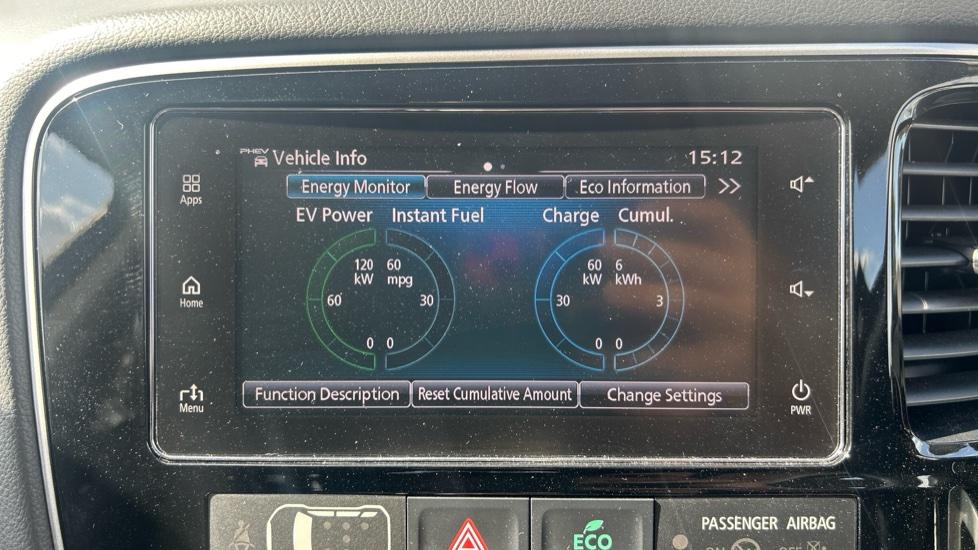 PHEV
Vehicle Info
15:12
Apps
Energy Monitor
Energy Flow
Eco Information
EV Power
Instant Fuel
Charge
Cumul.
120 kW
60 mpg
60 kW
6 kWh
60
30
30
3
0
0
0
0
Home
Function Description
Reset Cumulative Amount
Change Settings
Menu
PWR
ECO
PASSENGER AIRBAG
ON
OFF